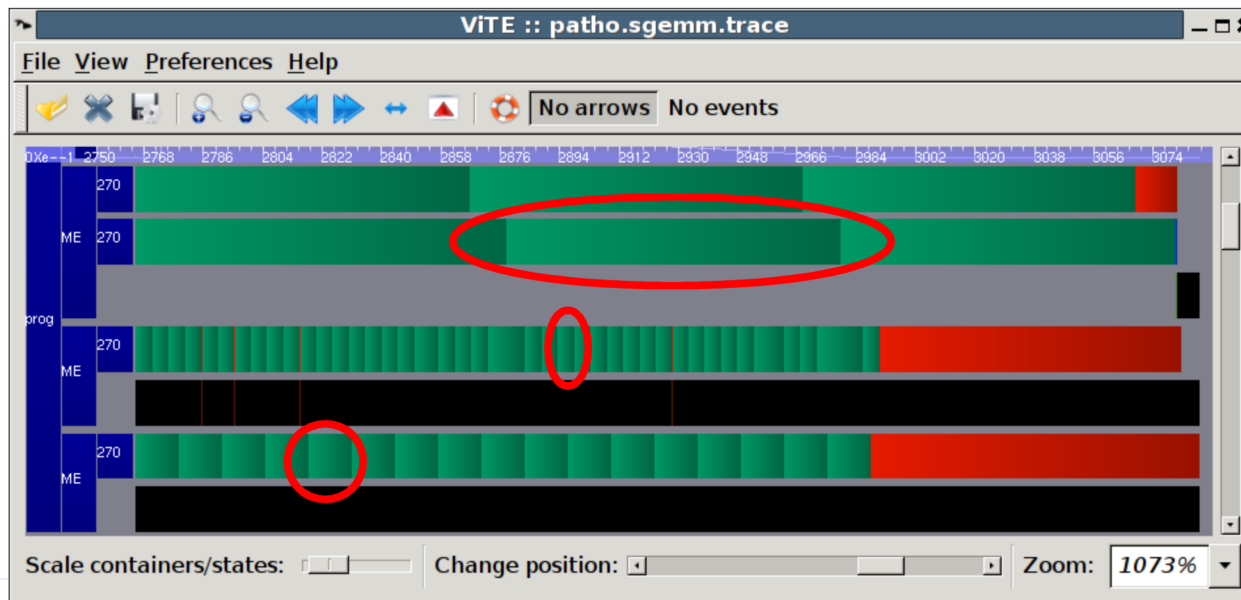 ViTE :: patho.sgemm.trace
File View Preferences Help
No arrows No events
0Xe--1 2750 2768 2786 2804 2822 2840 2858 2876 2894 2912 2930 2948 2966 2984 3002 3020 3038 3056 3074
270
ME 270
prog
270
ME
270
ME
Scale containers/states: Change position: Zoom: 1073%